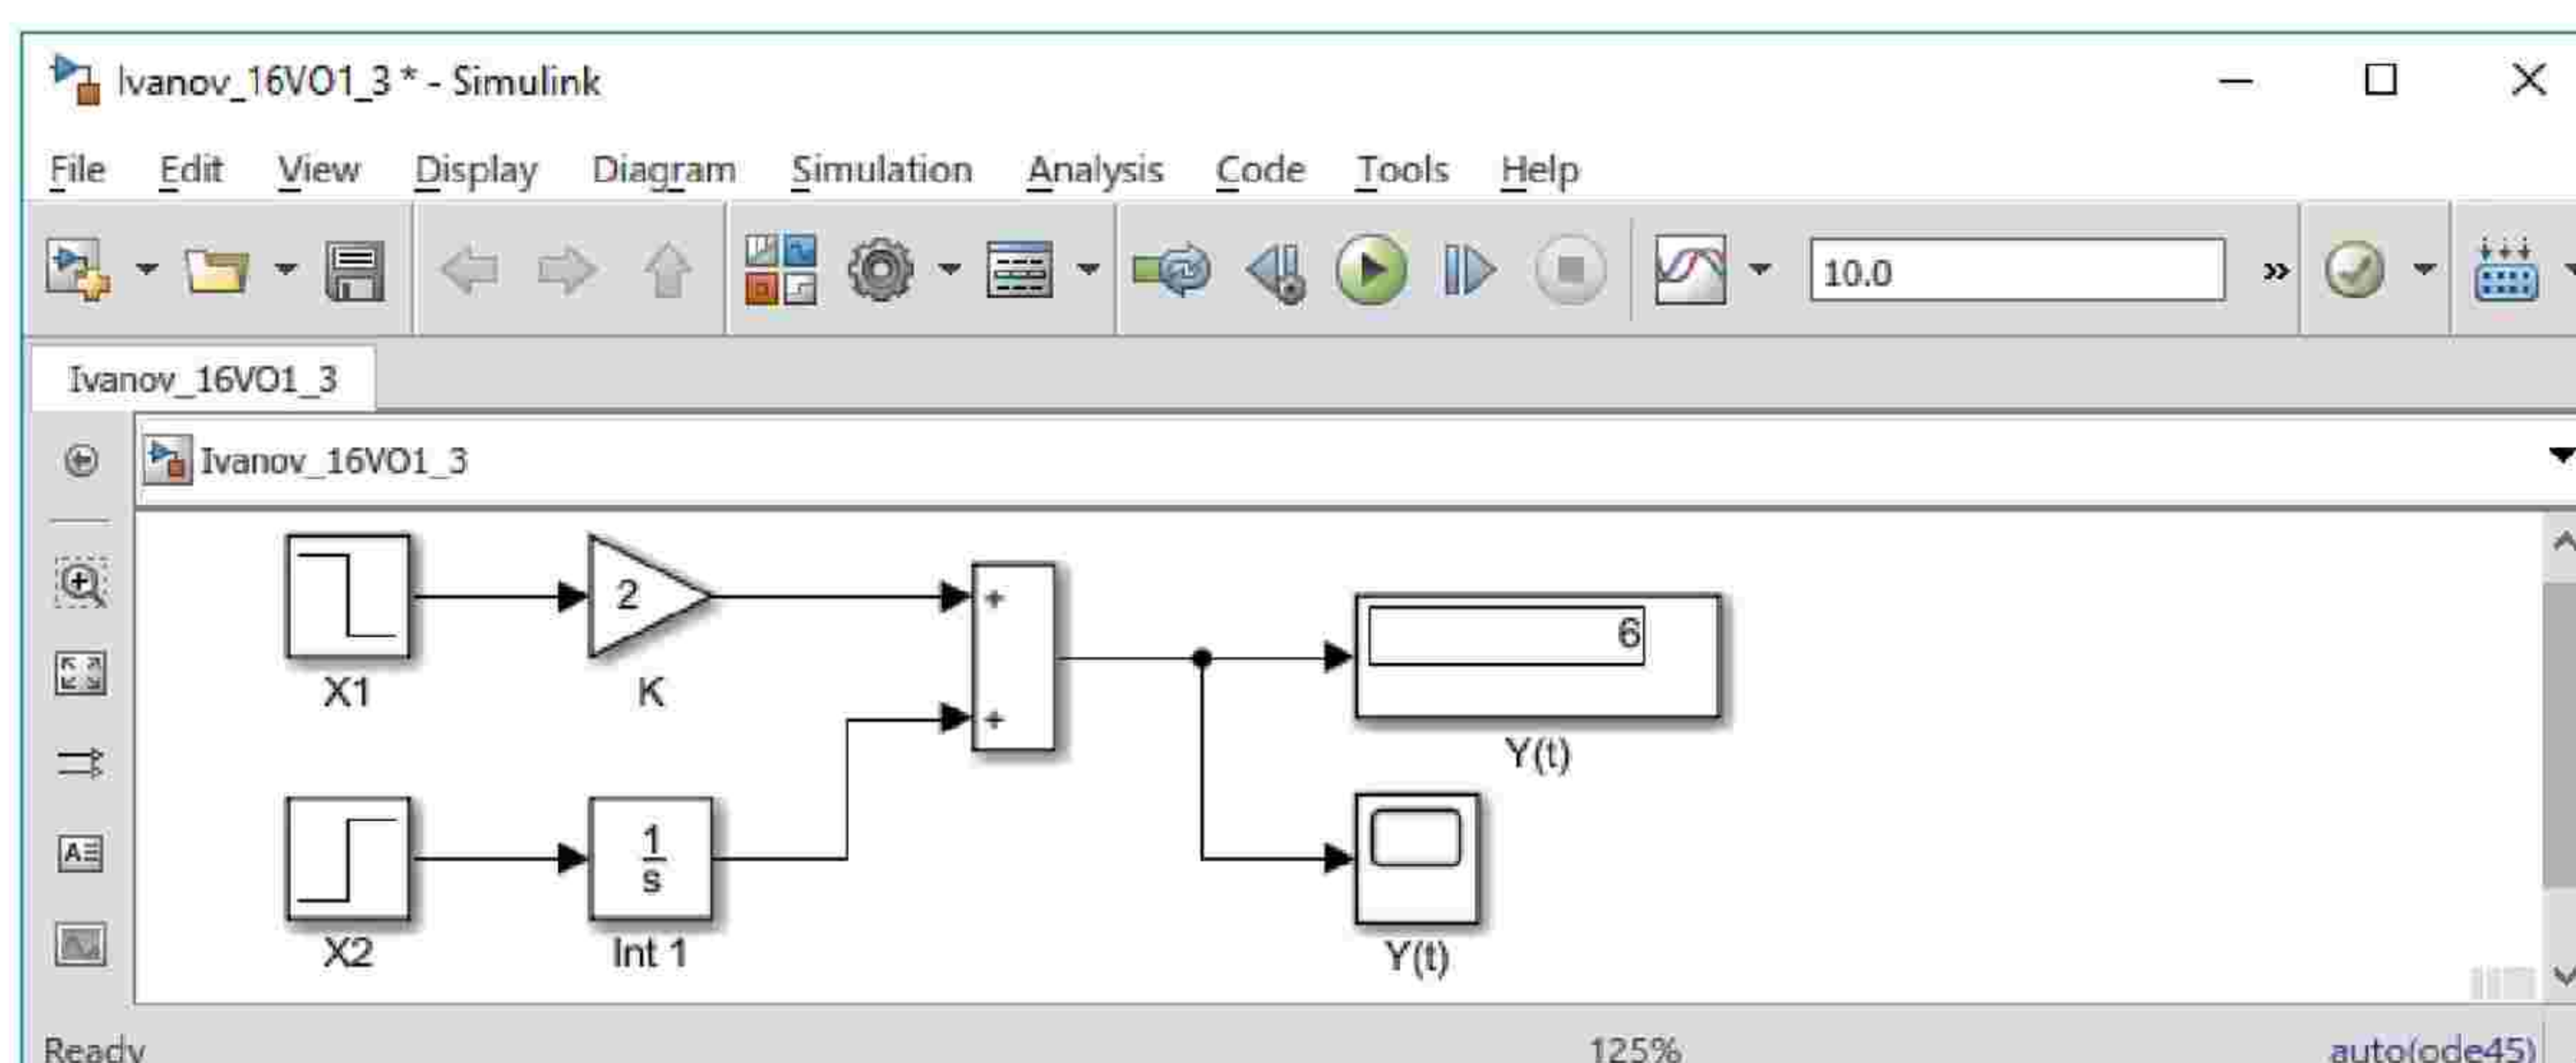 Ivanov_16VO1_3 * - Simulink
File Edit View Display Diagram Simulation Analysis Code Tools Help
10.0 »
Ivanov_16VO1_3
Ivanov_16VO1_3
2
+
6
X1
K
+
Y(t)
1
s
X2
Int 1
Y(t)
Ready 125% auto(ode45)